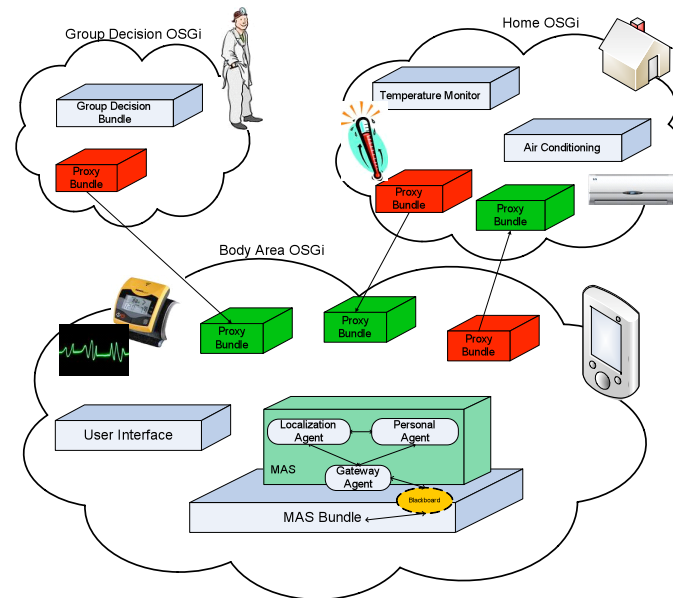 Group Decision OSGi
Home OSGi
Group Decision
Bundle
Proxy
Bundle
Temperature Monitor
Air Conditioning
Proxy
Bundle
Proxy
Bundle
Body Area OSGi
Proxy
Bundle
Proxy
Bundle
Proxy
Bundle
User Interface
Localization
Agent
Personal
Agent
MAS
Gateway
Agent
Blackboard
MAS Bundle